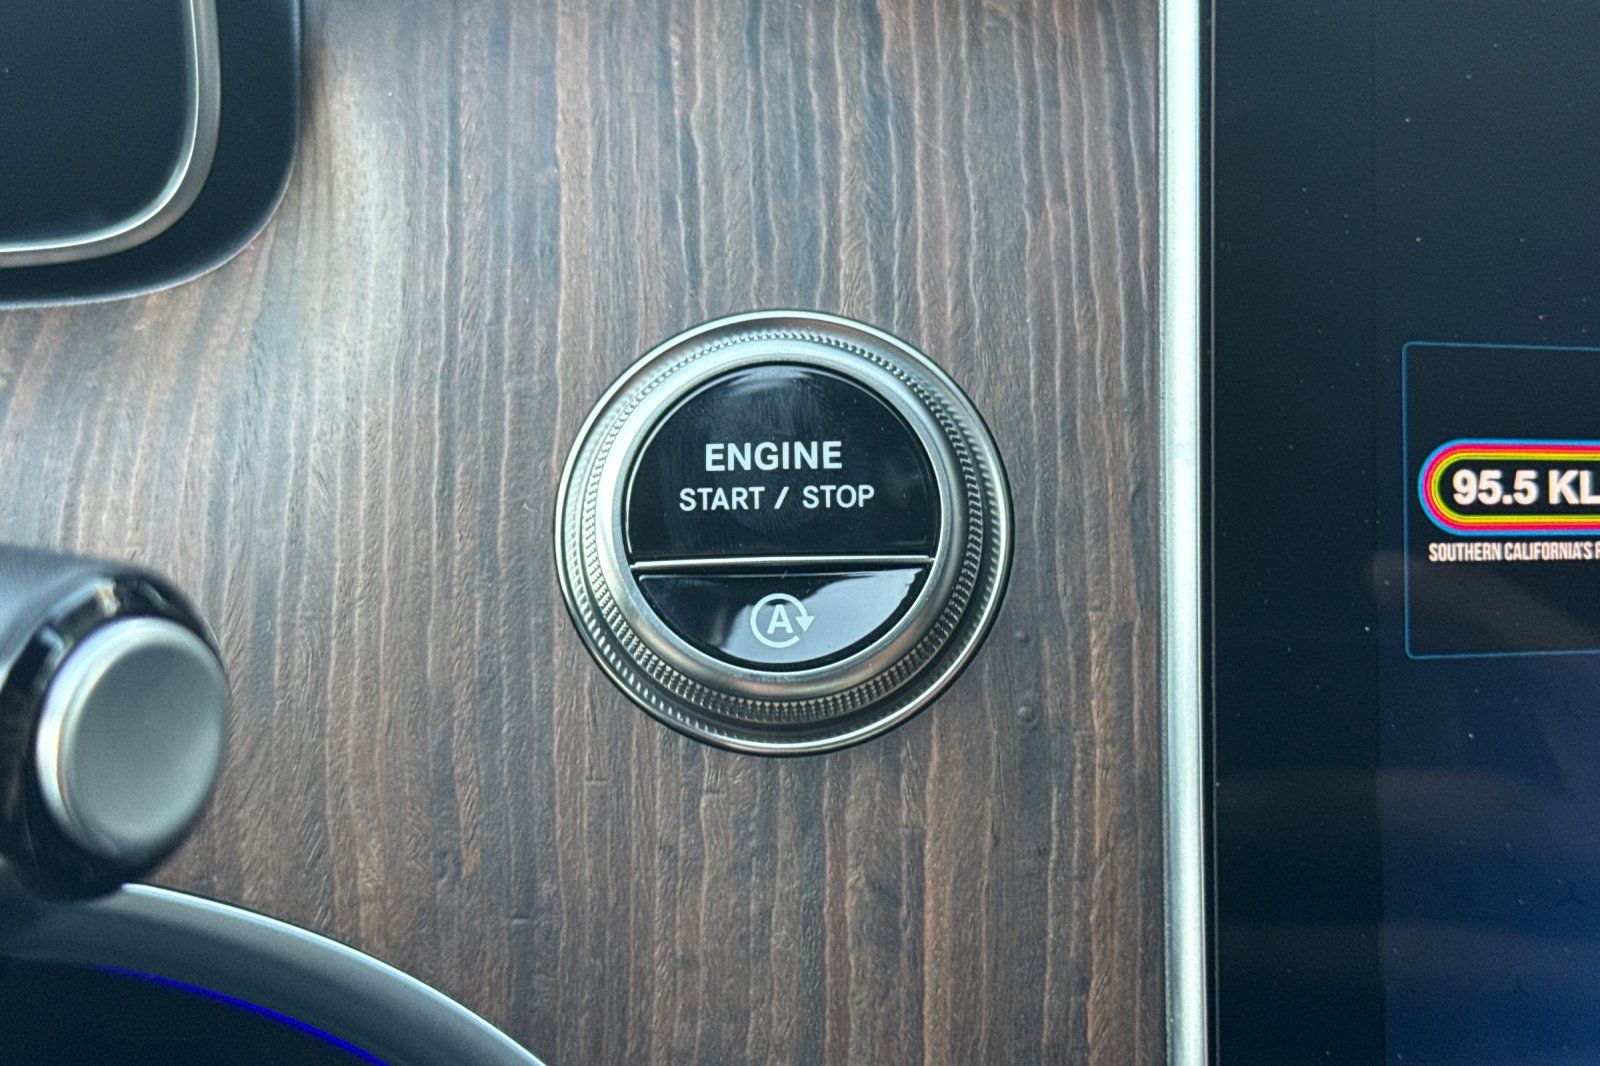 ENGINE
START / STOP
A
95.5 KL
SOUTHERN CALIFORNIA'S